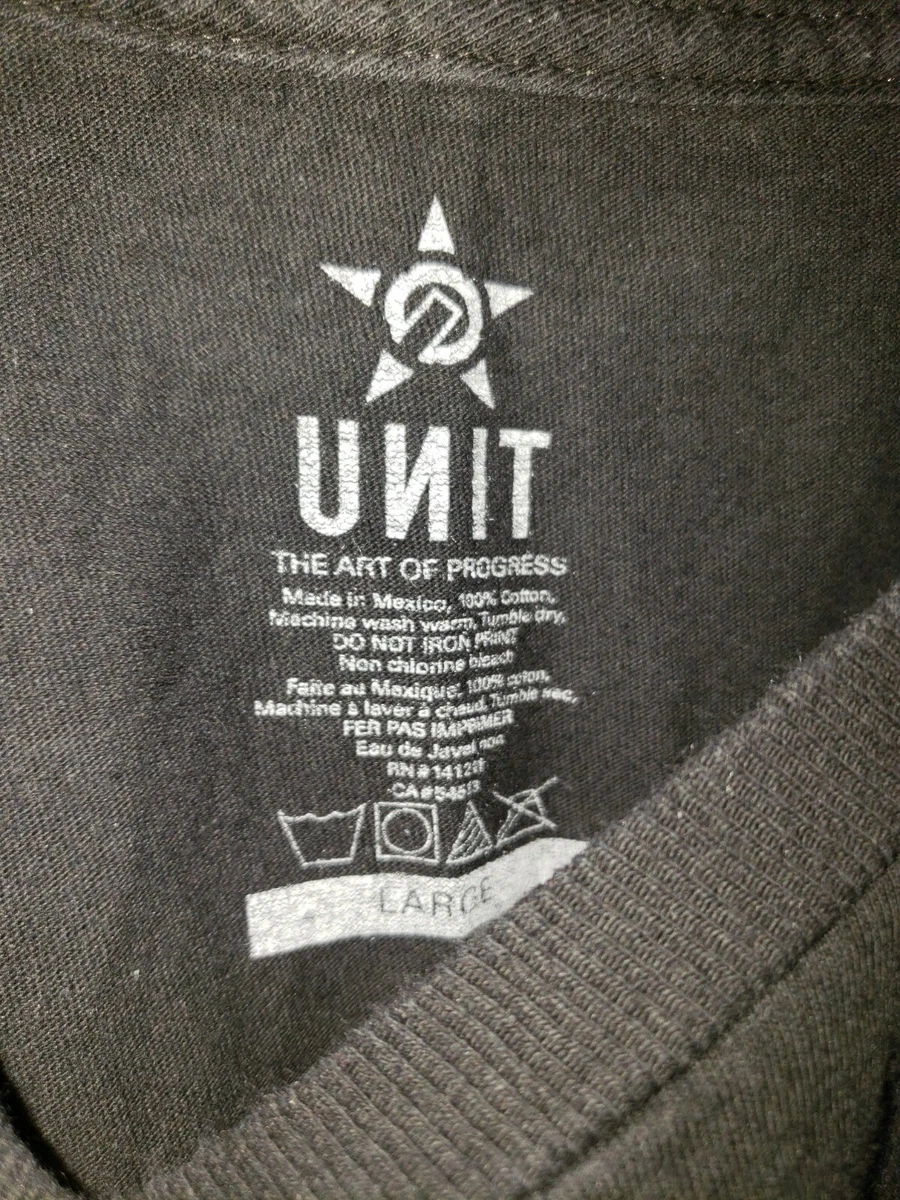 UNIT
THE ART OF PROGRESS
Made in Mexico, 100% Cotton,
Machine wash warm, Tumble dry,
DO NOT IRON PRINT
Non chlorine bleach
Faite au Mexique, 100% coton,
Machine à laver à chaud, Tumble sec,
FER PAS IMPRIMER
Eau de Javel non
RN #
CA #
LARGE